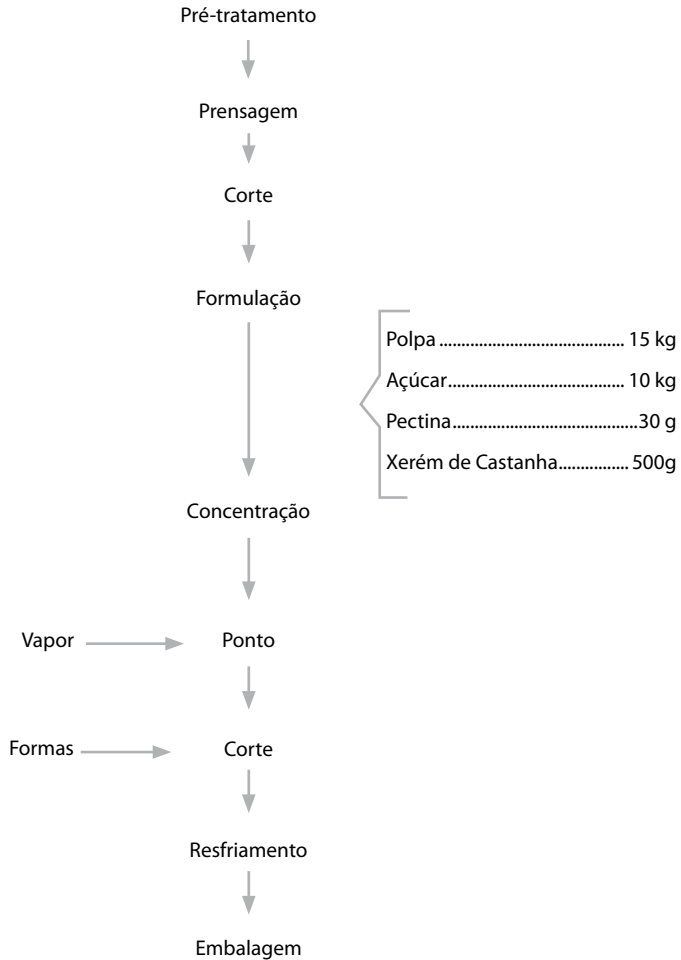 Pré-tratamento
Prensagem
Corte
Formulação
Polpa ............................................ 15 kg
Açúcar.......................................... 10 kg
Pectina............................................30 g
Xerém de Castanha................ 500g
Concentração
Vapor
Ponto
Formas
Corte
Resfriamento
Embalagem